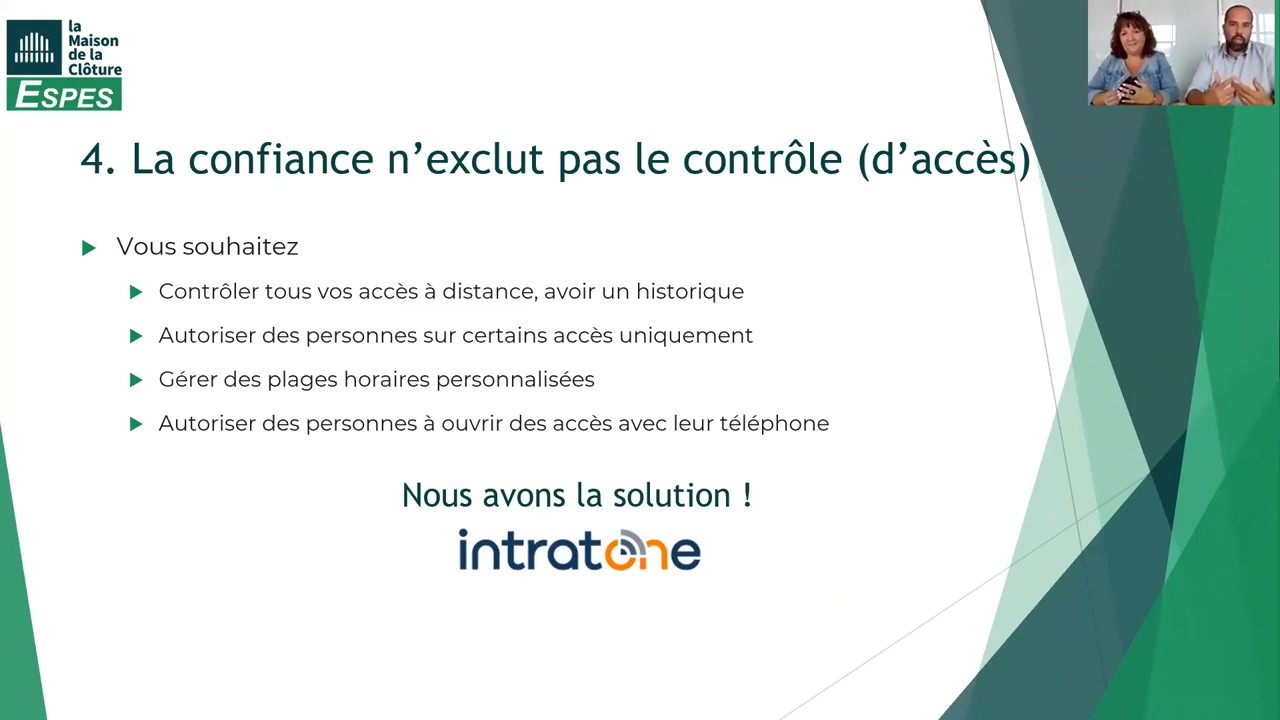 la
Maison
de la
Clôture
ESPES
4. La confiance n’exclut pas le contrôle (d’accès)
Vous souhaitez
Contrôler tous vos accès à distance, avoir un historique
Autoriser des personnes sur certains accès uniquement
Gérer des plages horaires personnalisées
Autoriser des personnes à ouvrir des accès avec leur téléphone
Nous avons la solution !
intratone